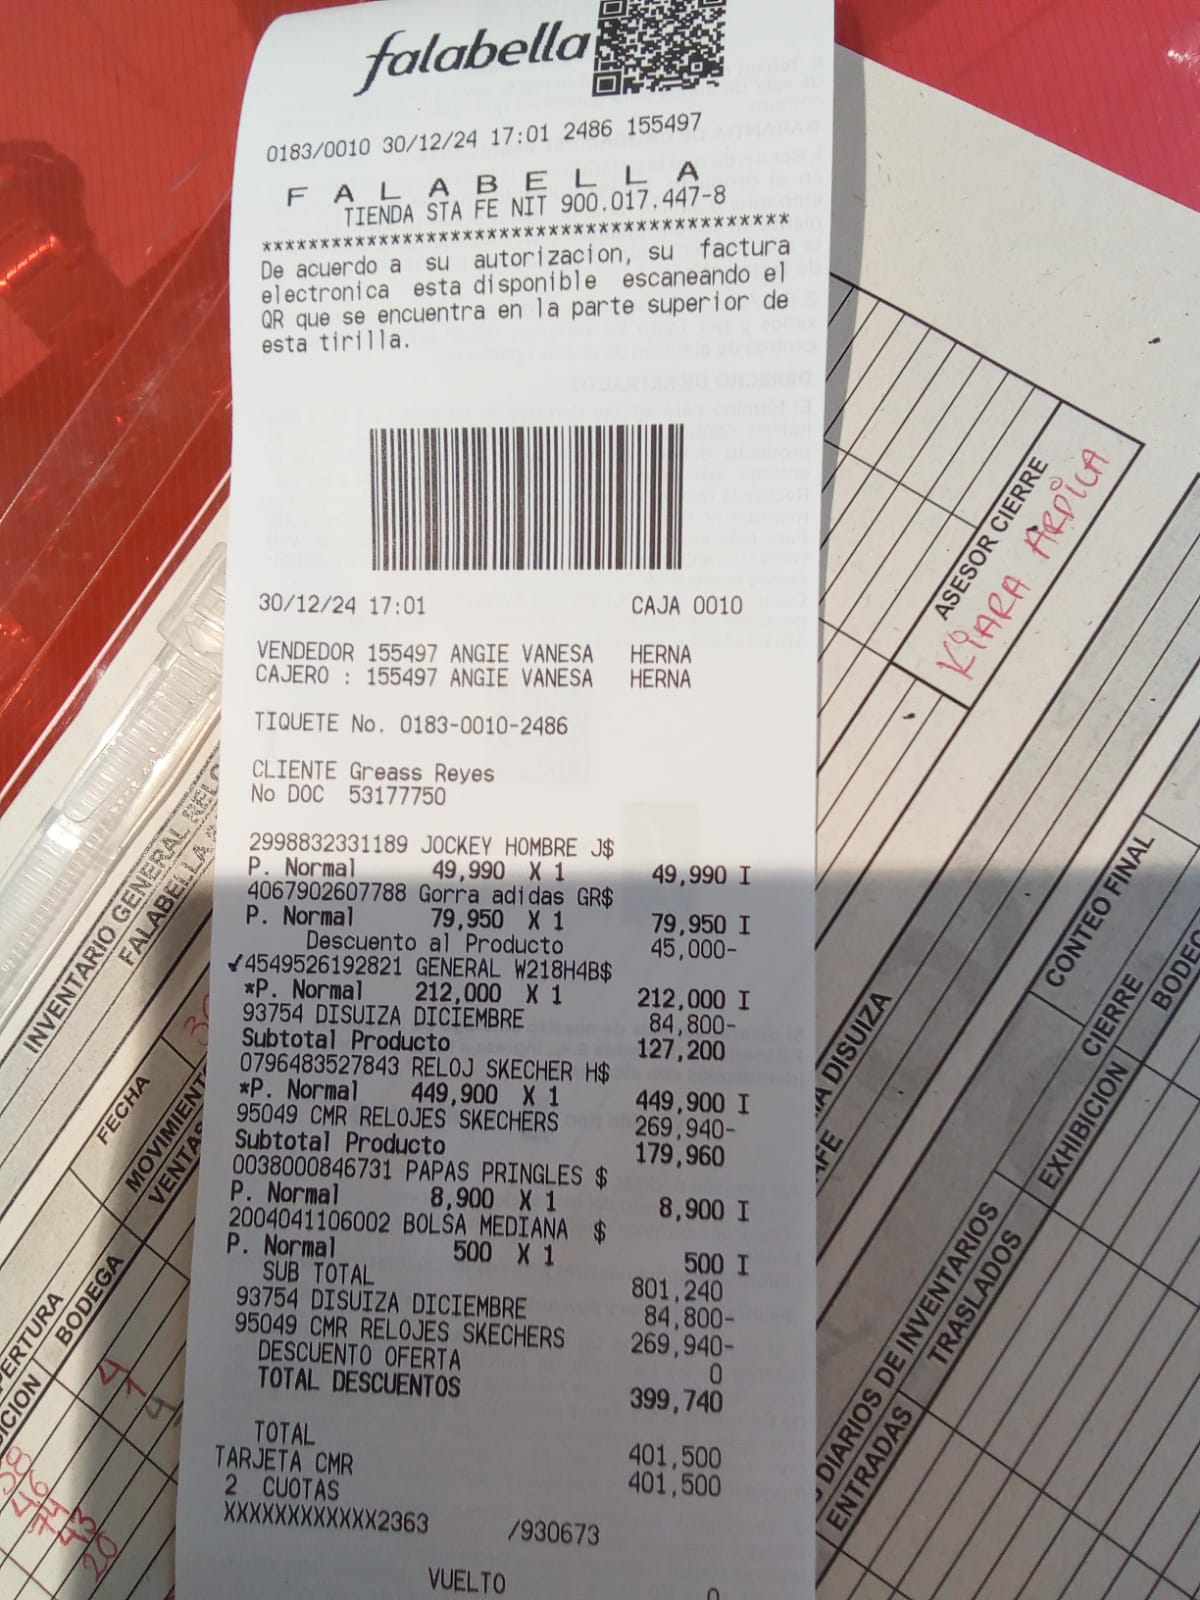 falabella
0183/0010 30/12/24 17:01 2486 155497
F A L A B E L L A
TIENDA STA FE NIT 900.017.447-8
********************************************
De acuerdo a su autorizacion, su factura
electronica esta disponible escaneando el
QR que se encuentra en la parte superior de
esta tirilla.
30/12/24 17:01 CAJA 0010
VENDEDOR 155497 ANGIE VANESA HERNA
CAJERO : 155497 ANGIE VANESA HERNA
TIQUETE No. 0183-0010-2486
CLIENTE Greass Reyes
No DOC 53177750
2998832331189 JOCKEY HOMBRE J$
P. Normal 49,990 X 1 49,990 I
4067902607788 Gorra adidas GR$
P. Normal 79,950 X 1 79,950 I
Descuento al Producto 45,000-
✓4549526192821 GENERAL W218H4B$
*P. Normal 212,000 X 1 212,000 I
93754 DISUIZA DICIEMBRE 84,800-
Subtotal Producto 127,200
0796483527843 RELOJ SKECHER H$
*P. Normal 449,900 X 1 449,900 I
95049 CMR RELOJES SKECHERS 269,940-
Subtotal Producto 179,960
0038000846731 PAPAS PRINGLES $
P. Normal 8,900 X 1 8,900 I
2004041106002 BOLSA MEDIANA $
P. Normal 500 X 1 500 I
SUB TOTAL 801,240
93754 DISUIZA DICIEMBRE 84,800-
95049 CMR RELOJES SKECHERS 269,940-
DESCUENTO OFERTA 0
TOTAL DESCUENTOS 399,740
TOTAL 401,500
TARJETA CMR 401,500
2 CUOTAS
XXXXXXXXXXXX2363 /930673
VUELTO 0
INVENTARIO GENERAL
FALABELLA
FECHA
MOVIMIENT
VENTAS
BODEGA
4
ASESOR CIERRE
KIARA ARDILA
CONTEO FINAL
CIERRE
BODEG
EXHIBICION
DISUIZA
DIARIOS DE INVENTARIOS
TRASLADOS
ENTRADAS
46
74
43
20